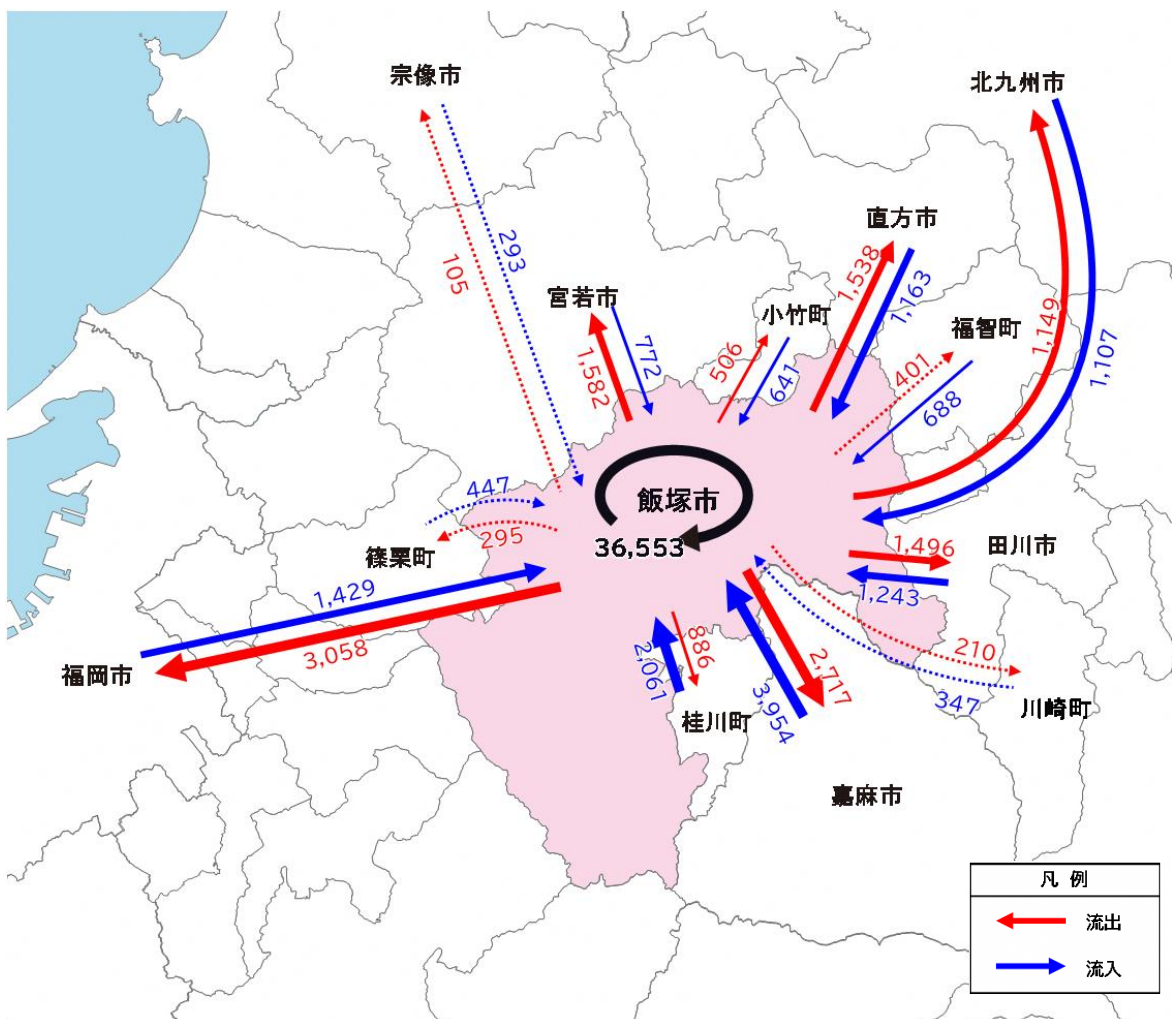 宗像市
北九州市
直方市
293
105
宮若市
小竹町
1,538
1,163
福智町
1,149
1,107
772
1,582
506
641
401
688
飯塚市
36,553
447
295
篠栗町
1,496
田川市
1,243
1,429
3,058
福岡市
886
2,061
桂川町
2,717
3,954
210
347
川崎町
嘉麻市
凡 例
流出
流入